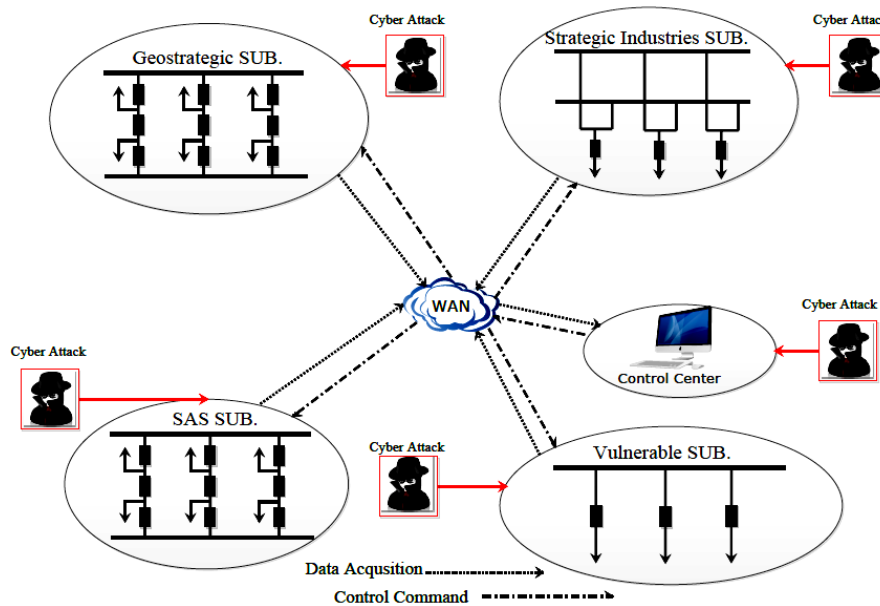 Cyber Attack
Cyber Attack
Geostrategic SUB.
Strategic Industries SUB.
WAN
Cyber Attack
Control Center
Cyber Attack
SAS SUB.
Cyber Attack
Vulnerable SUB.
Data Acqusition
Control Command